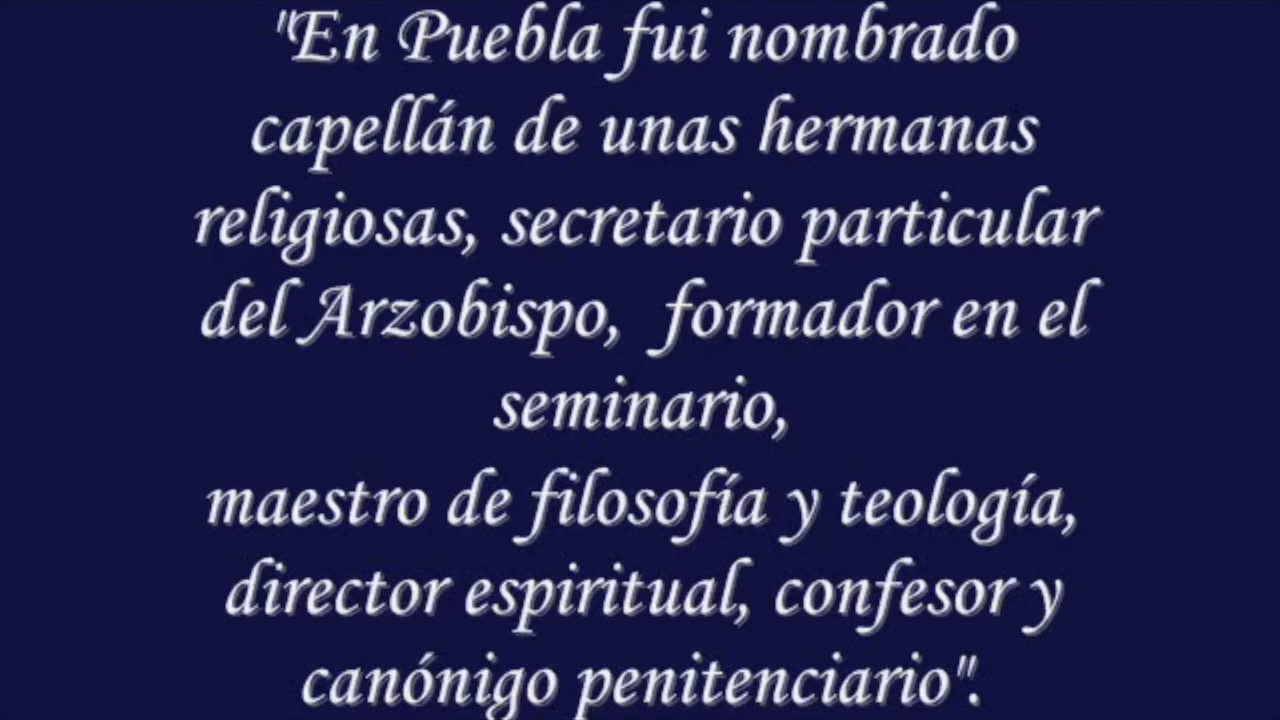 "En Puebla fui nombrado
capellán de unas hermanas
religiosas, secretario particular
del Arzobispo,  formador en el
seminario,
maestro de filosofía y teología,
director espiritual, confesor y
canónigo penitenciario".